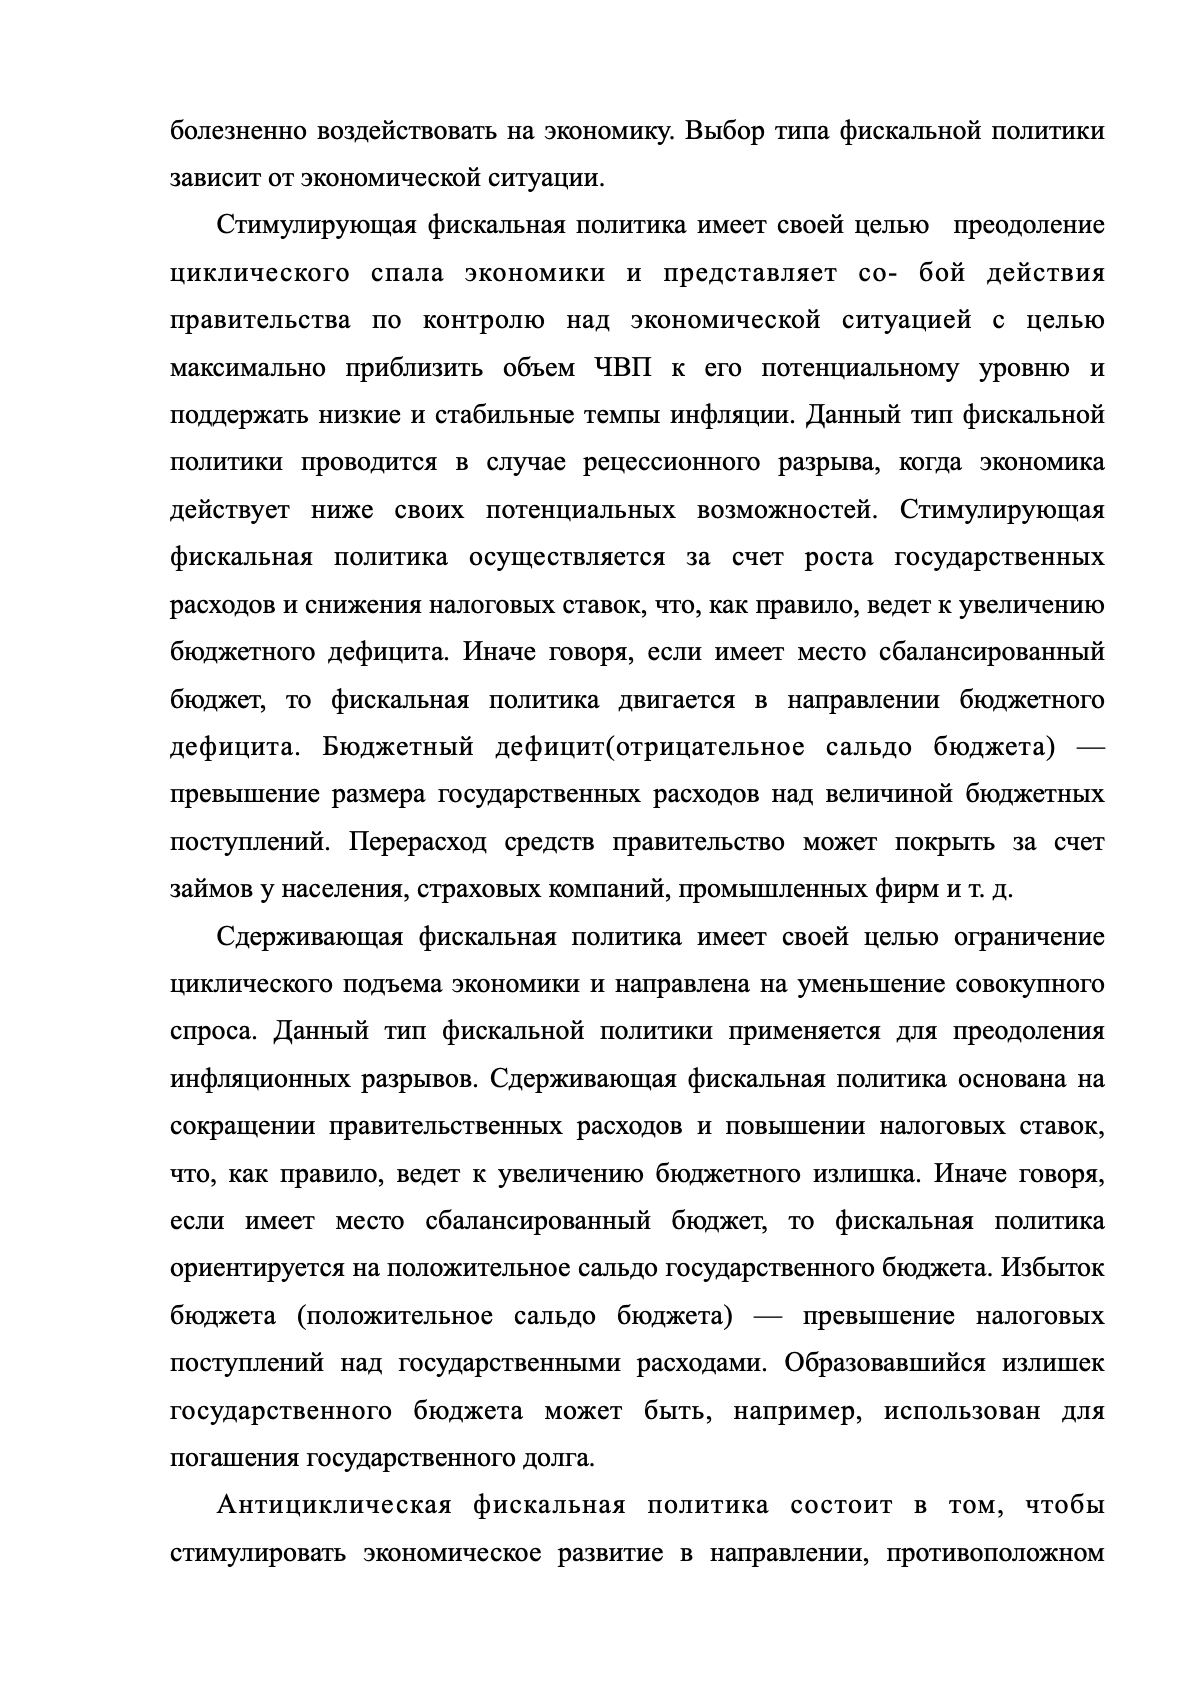 болезненно воздействовать на экономику. Выбор типа фискальной политики
зависит от экономической ситуации.
Стимулирующая фискальная политика имеет своей целью  преодоление
циклического спала экономики и представляет со- бой действия
правительства по контролю над экономической ситуацией с целью
максимально приблизить объем ЧВП к его потенциальному уровню и
поддержать низкие и стабильные темпы инфляции. Данный тип фискальной
политики проводится в случае рецессионного разрыва, когда экономика
действует ниже своих потенциальных возможностей. Стимулирующая
фискальная политика осуществляется за счет роста государственных
расходов и снижения налоговых ставок, что, как правило, ведет к увеличению
бюджетного дефицита. Иначе говоря, если имеет место сбалансированный
бюджет, то фискальная политика двигается в направлении бюджетного
дефицита. Бюджетный дефицит(отрицательное сальдо бюджета) —
превышение размера государственных расходов над величиной бюджетных
поступлений. Перерасход средств правительство может покрыть за счет
займов у населения, страховых компаний, промышленных фирм и т. д.
Сдерживающая фискальная политика имеет своей целью ограничение
циклического подъема экономики и направлена на уменьшение совокупного
спроса. Данный тип фискальной политики применяется для преодоления
инфляционных разрывов. Сдерживающая фискальная политика основана на
сокращении правительственных расходов и повышении налоговых ставок,
что, как правило, ведет к увеличению бюджетного излишка. Иначе говоря,
если имеет место сбалансированный бюджет, то фискальная политика
ориентируется на положительное сальдо государственного бюджета. Избыток
бюджета (положительное сальдо бюджета) — превышение налоговых
поступлений над государственными расходами. Образовавшийся излишек
государственного бюджета может быть, например, использован для
погашения государственного долга.
Антициклическая фискальная политика состоит в том, чтобы
стимулировать экономическое развитие в направлении, противоположном